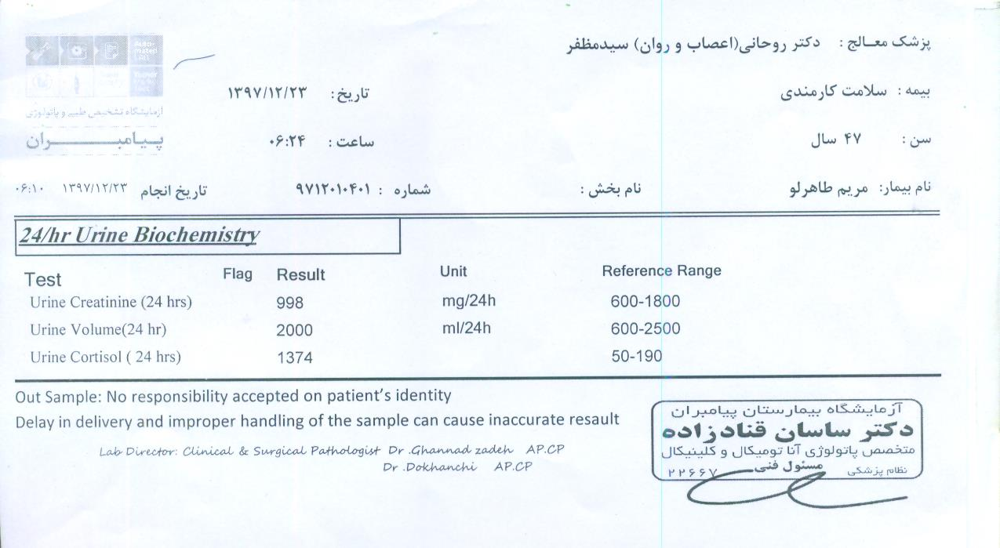 پزشک معالج : دکتر روحانی(اعصاب و روان) سیدمظفر
بیمه : سلامت کارمندی
تاریخ : ۱۳۹۷/۱۲/۲۳
سن : ۴۷ سال
ساعت : ۰۶:۲۴
آزمایشگاه تشخیص طبی و پاتولوژی
پیامبران
نام بیمار: مریم طاهرلو
نام بخش :
شماره : ۹۷۱۲۰۱۰۴۰۱
تاریخ انجام ۱۳۹۷/۱۲/۲۳ ۰۶:۱۰
24/hr Urine Biochemistry
Test Flag Result Unit Reference Range
Urine Creatinine (24 hrs) 998 mg/24h 600-1800
Urine Volume(24 hr) 2000 ml/24h 600-2500
Urine Cortisol ( 24 hrs) 1374 50-190
Out Sample: No responsibility accepted on patient's identity
Delay in delivery and improper handling of the sample can cause inaccurate resault
Lab Director: Clinical & Surgical Pathologist Dr .Ghannad zadeh AP.CP
Dr .Dokhanchi AP.CP
آزمایشگاه بیمارستان پیامبران
دکتر ساسان قنادزاده
متخصص پاتولوژی آناتومیکال و کلینیکال
مسئول فنی
نظام پزشکی ۲۲۶۶۷